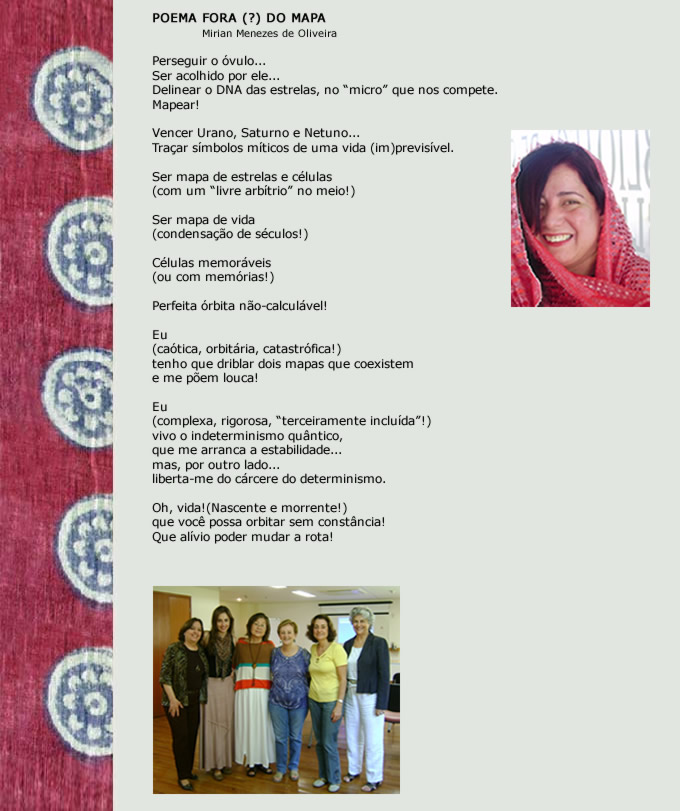 POEMA FORA (?) DO MAPA
Mirian Menezes de Oliveira
Perseguir o óvulo...
Ser acolhido por ele...
Delinear o DNA das estrelas, no “micro” que nos compete.
Mapear!
Vencer Urano, Saturno e Netuno...
Traçar símbolos míticos de uma vida (im)previsível.
Ser mapa de estrelas e células
(com um “livre arbítrio” no meio!)
Ser mapa de vida
(condensação de séculos!)
Células memoráveis
(ou com memórias!)
Perfeita órbita não-calculável!
Eu
(caótica, orbitária, catastrófica!)
tenho que driblar dois mapas que coexistem
e me põem louca!
Eu
(complexa, rigorosa, “terceiramente incluída”!)
vivo o indeterminismo quântico,
que me arranca a estabilidade...
mas, por outro lado...
liberta-me do cárcere do determinismo.
Oh, vida!(Nascente e morrente!)
que você possa orbitar sem constância!
Que alívio poder mudar a rota!